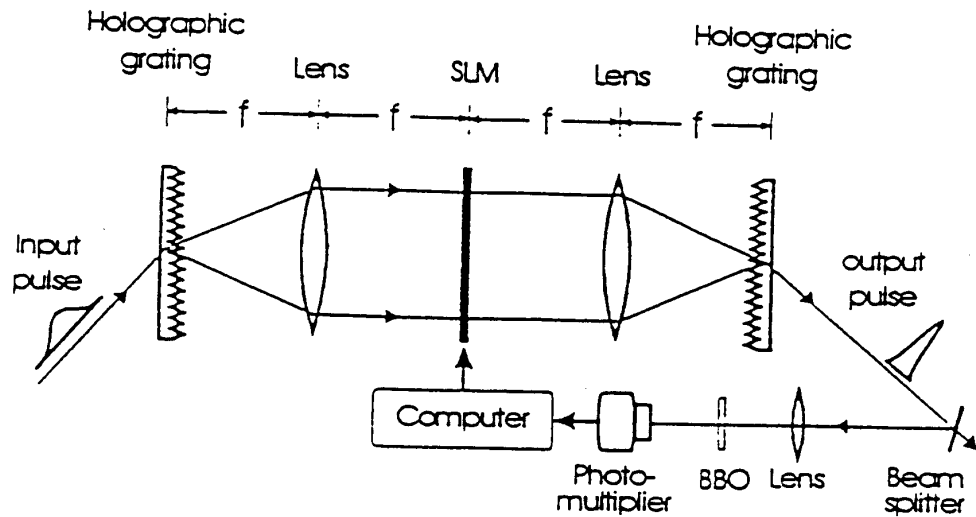 Holographic
grating
Lens
SLM
Lens
Holographic
grating
f
f
f
f
Input
pulse
output
pulse
Computer
Photo-
multiplier
BBO
Lens
Beam
splitter